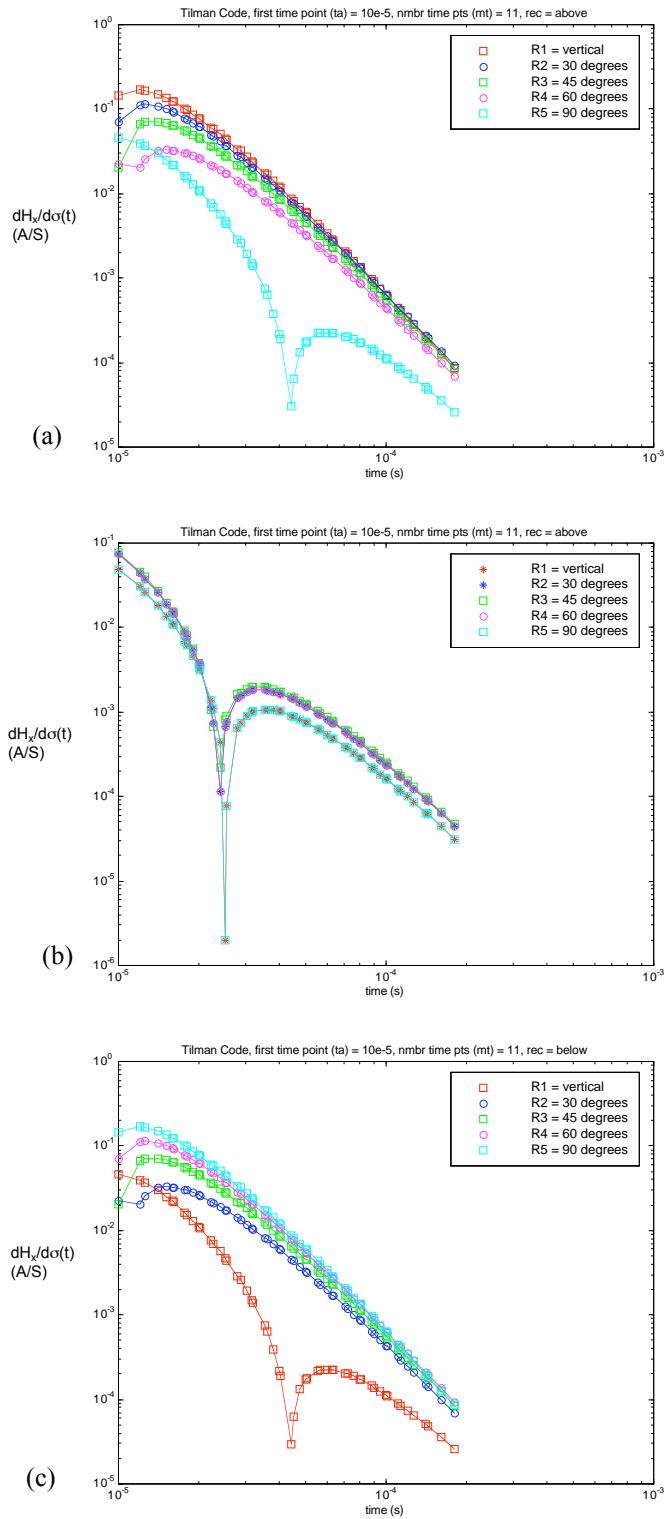 Tilman Code, first time point (ta) = 10e-5, nmbr time pts (mt) = 11, rec = above
10^0
10^-1
10^-2
10^-3
10^-4
10^-5
dH_x/dσ(t)
(A/S)
R1 = vertical
R2 = 30 degrees
R3 = 45 degrees
R4 = 60 degrees
R5 = 90 degrees
(a)
10^-5
10^-4
10^-3
time (s)
Tilman Code, first time point (ta) = 10e-5, nmbr time pts (mt) = 11, rec = above
10^-1
10^-2
10^-3
10^-4
10^-5
10^-6
dH_x/dσ(t)
(A/S)
R1 = vertical
R2 = 30 degrees
R3 = 45 degrees
R4 = 60 degrees
R5 = 90 degrees
(b)
10^-5
10^-4
10^-3
time (s)
Tilman Code, first time point (ta) = 10e-5, nmbr time pts (mt) = 11, rec = below
10^0
10^-1
10^-2
10^-3
10^-4
10^-5
dH_x/dσ(t)
(A/S)
R1 = vertical
R2 = 30 degrees
R3 = 45 degrees
R4 = 60 degrees
R5 = 90 degrees
(c)
10^-5
10^-4
10^-3
time (s)